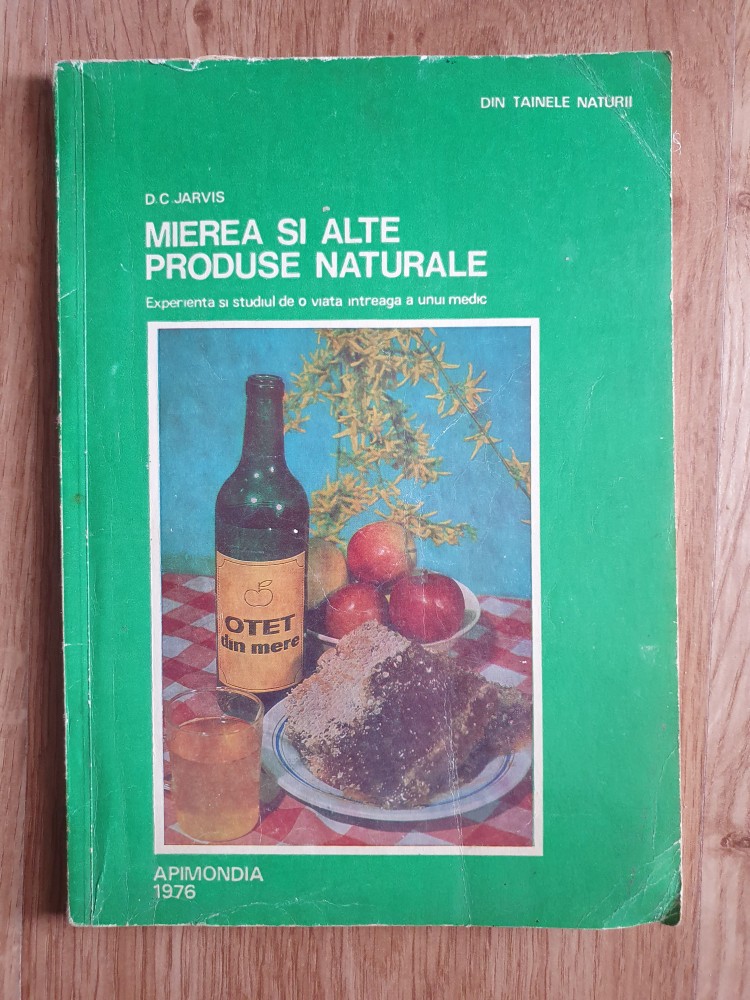 DIN TAINELE NATURII
D.C. JARVIS
MIEREA SI ALTE
PRODUSE NATURALE
Experienta si studiul de o viata intreaga a unui medic
OTET
din mere
APIMONDIA
1976